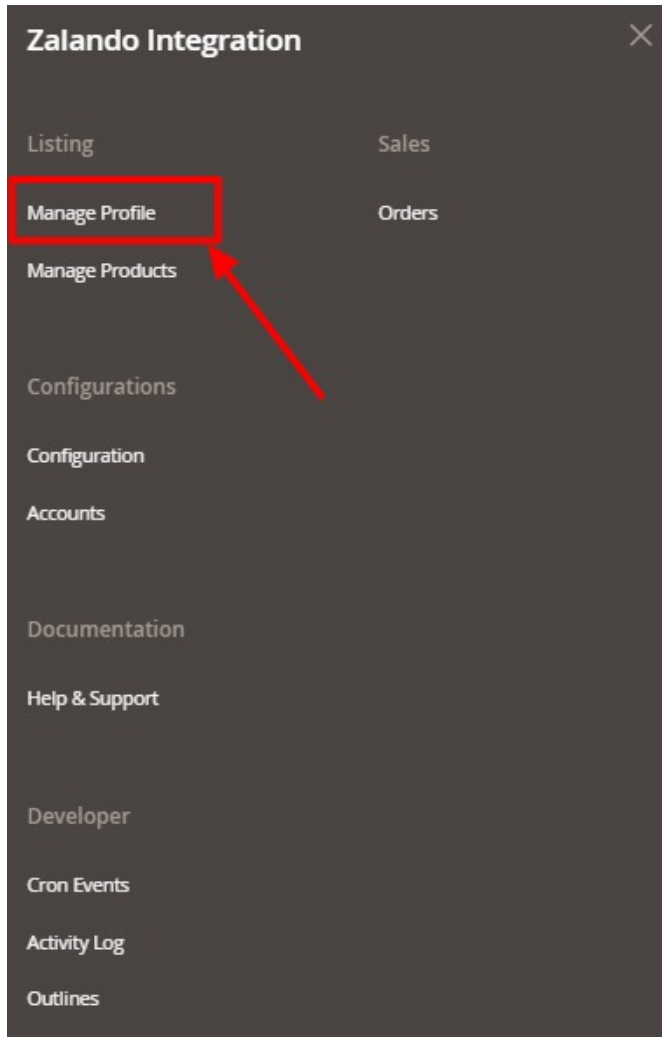 Zalando Integration
Listing
Manage Profile
Manage Products
Sales
Orders
Configurations
Configuration
Accounts
Documentation
Help & Support
Developer
Cron Events
Activity Log
Outlines